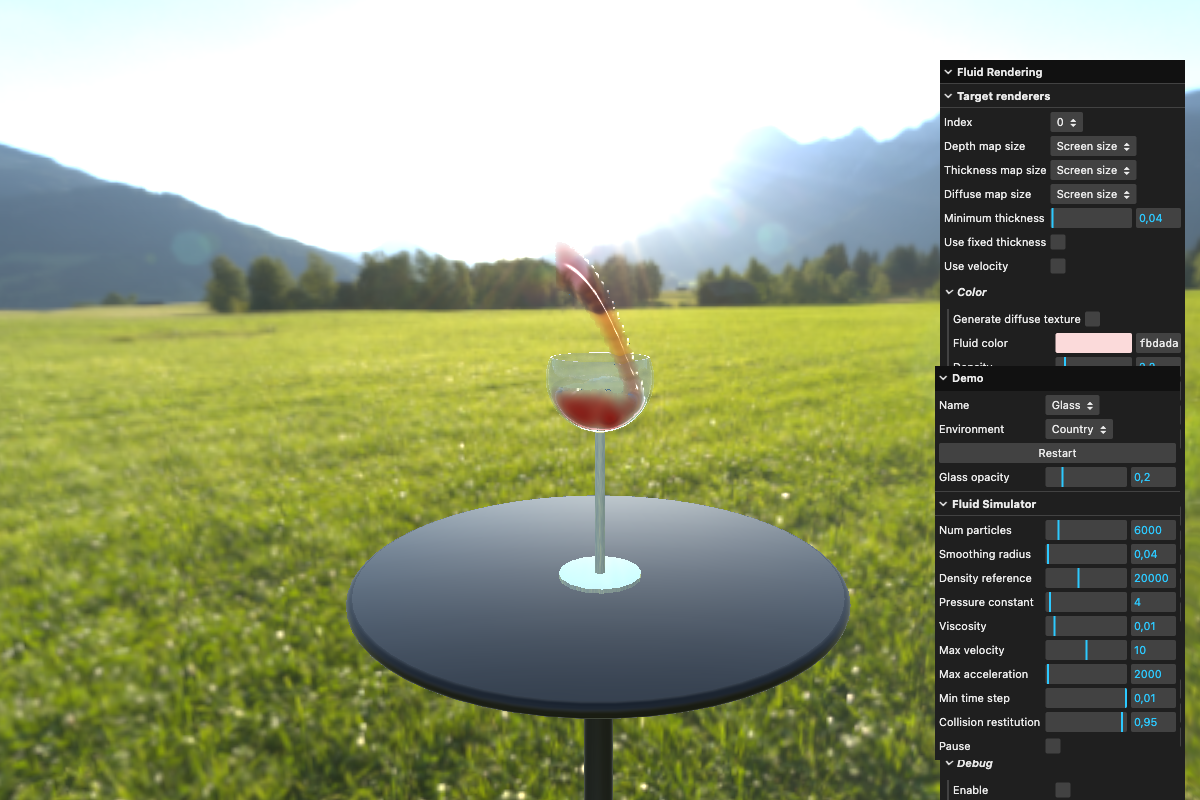 Fluid Rendering
Target renderers
Index 0
Depth map size Screen size
Thickness map size Screen size
Diffuse map size Screen size
Minimum thickness 0,04
Use fixed thickness
Use velocity
Color
Generate diffuse texture
Fluid color fbdada
Demo
Name Glass
Environment Country
Restart
Glass opacity 0,2
Fluid Simulator
Num particles 6000
Smoothing radius 0,04
Density reference 20000
Pressure constant 4
Viscosity 0,01
Max velocity 10
Max acceleration 2000
Min time step 0,01
Collision restitution 0,95
Pause
Debug
Enable